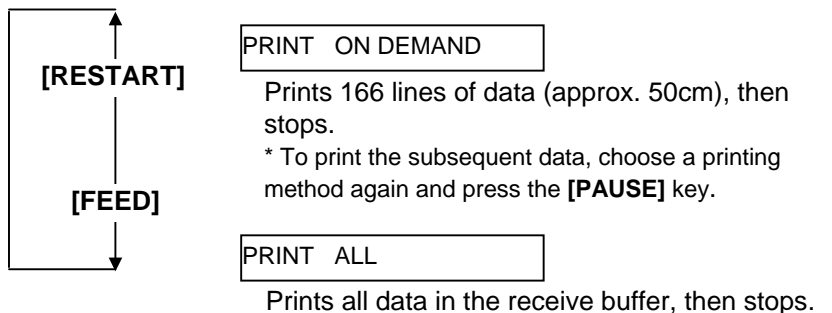 PRINT ON DEMAND
[RESTART]
Prints 166 lines of data (approx. 50cm), then
stops.
* To print the subsequent data, choose a printing
method again and press the [PAUSE] key.
[FEED]
PRINT ALL
Prints all data in the receive buffer, then stops.